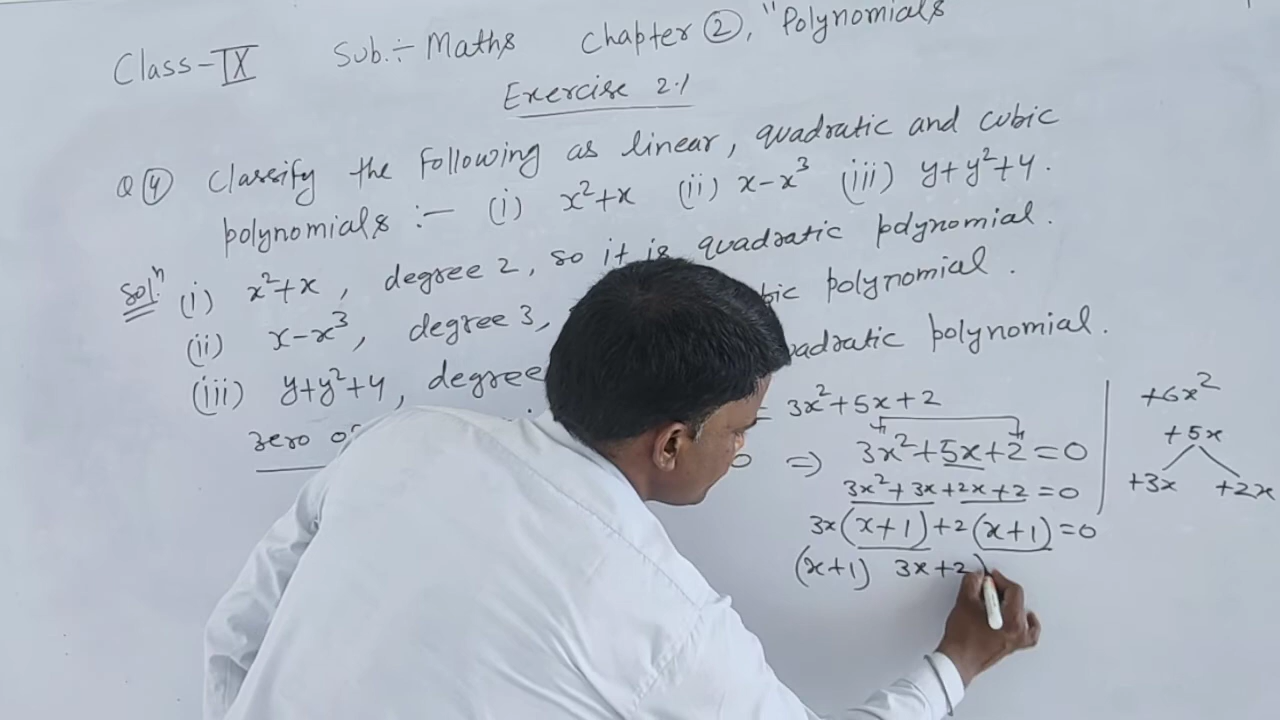 Class-IX Sub.÷ Maths Chapter ②, "Polynomials
Exercise 2.1
Q ④ Classify the following as linear, quadratic and cubic
polynomials :- (i) x²+x (ii) x-x³ (iii) y+y²+4.
Solⁿ (i) x²+x, degree 2, so it is quadratic polynomial.
(ii) x-x³, degree 3, polynomial.
(iii) y+y²+4, degree polynomial.
zero of = 3x²+5x+2
0 ⇒ 3x²+5x+2=0
3x²+3x+2x+2=0
3x(x+1)+2(x+1)=0
(x+1) 3x+2)
+6x²
+5x
+3x +2x